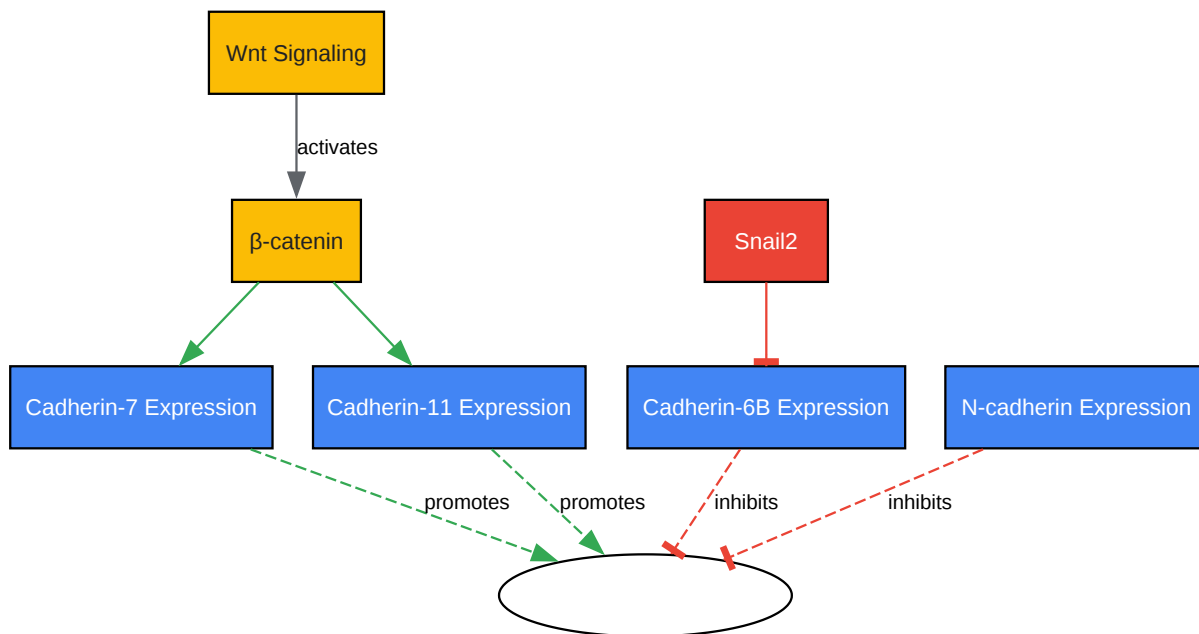 Wnt Signaling
activates
β-catenin
Snail2
Cadherin-7 Expression
Cadherin-11 Expression
Cadherin-6B Expression
N-cadherin Expression
promotes
promotes
inhibits
inhibits